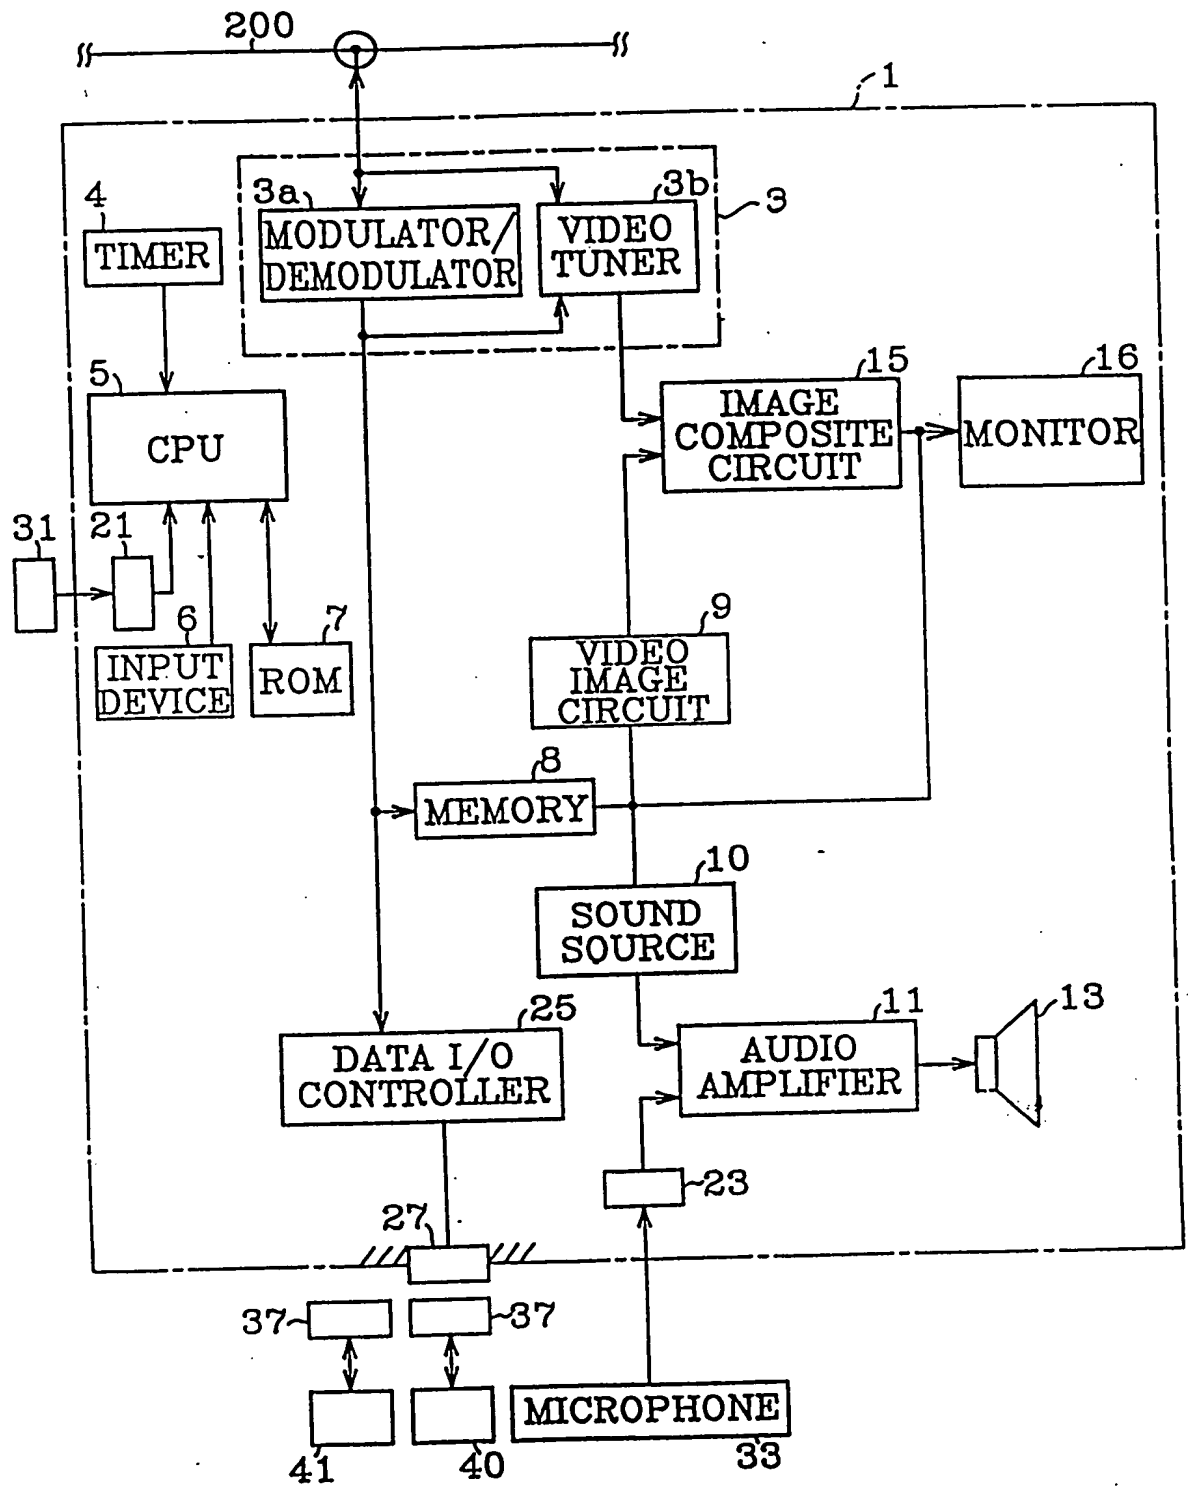 200
1
3a
3b
3
MODULATOR/
DEMODULATOR
VIDEO
TUNER
4
TIMER
5
CPU
15
IMAGE
COMPOSITE
CIRCUIT
16
MONITOR
31
21
6
INPUT
DEVICE
7
ROM
9
VIDEO
IMAGE
CIRCUIT
8
MEMORY
10
SOUND
SOURCE
25
DATA I/O
CONTROLLER
11
AUDIO
AMPLIFIER
13
23
27
37
37
41
40
MICROPHONE
33